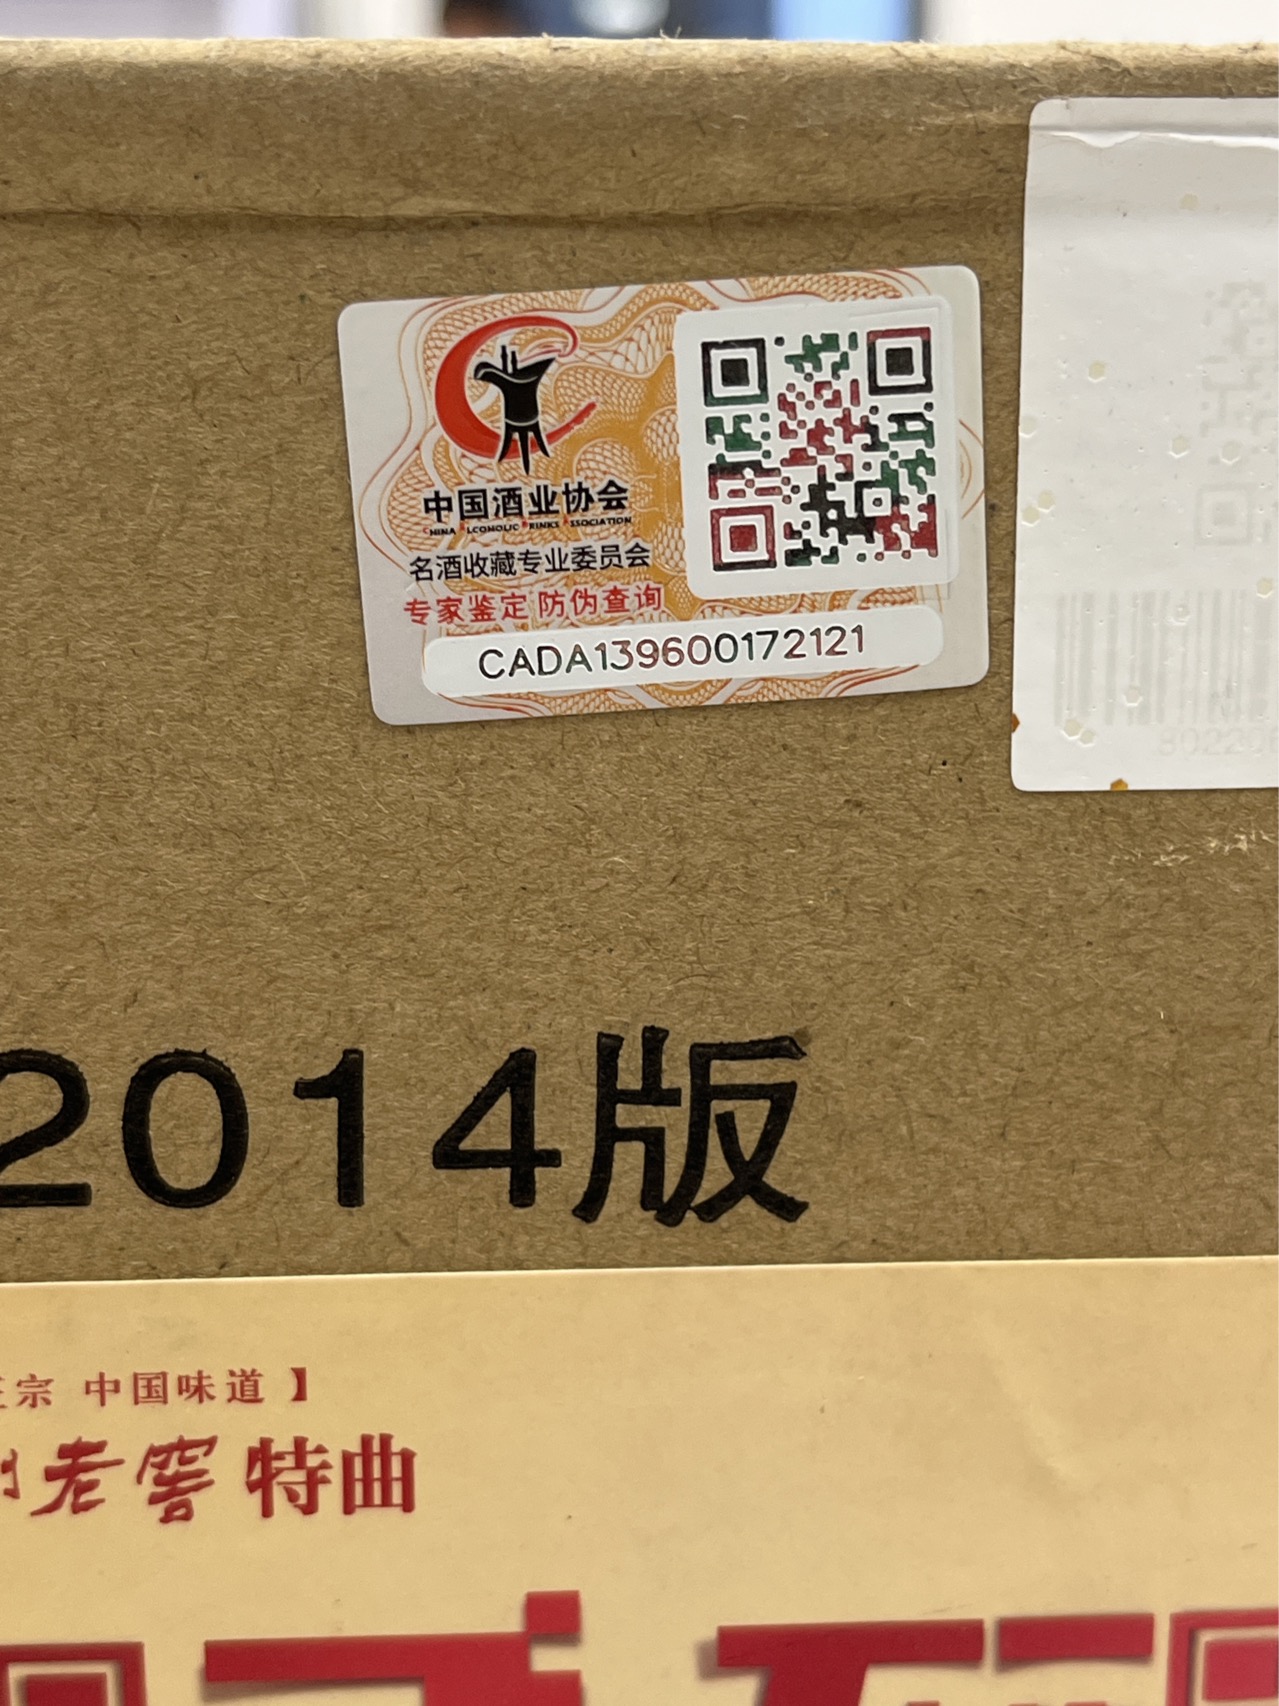 中国酒业协会
CHINA ALCOHOLIC DRINKS ASSOCIATION
名酒收藏专业委员会
专家鉴定 防伪查询
CADA139600172121
80220
2014版
宗 中国味道】
老窖特曲